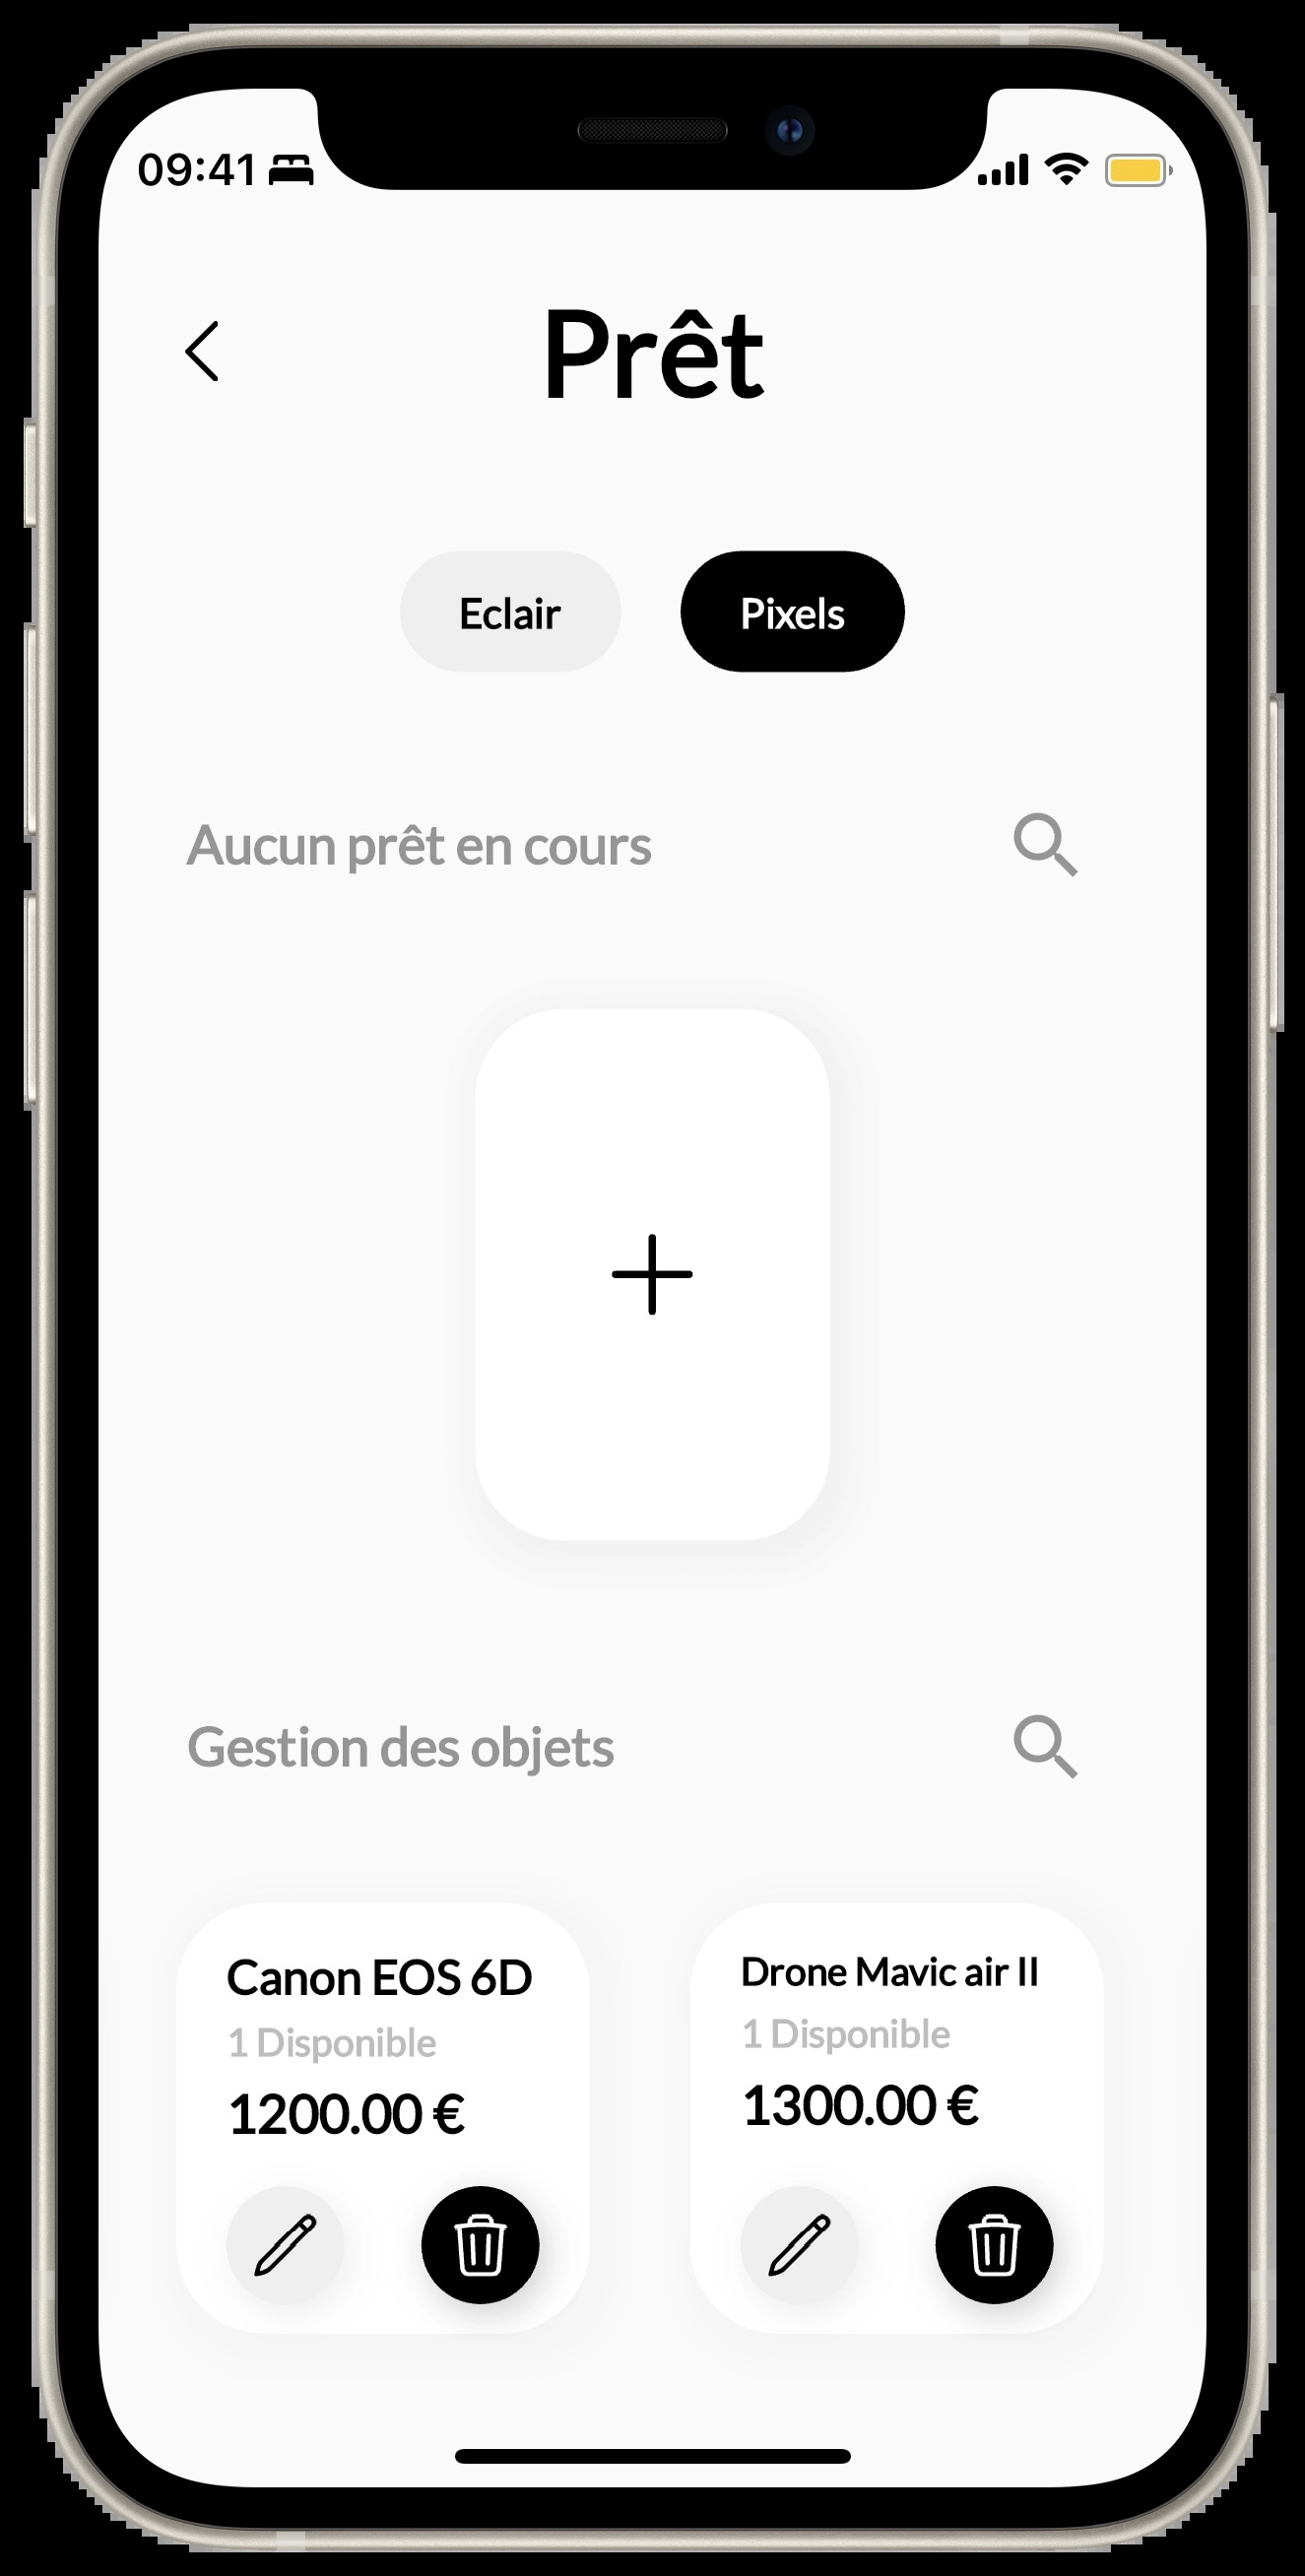 09:41
Prêt
Eclair Pixels
Aucun prêt en cours
Gestion des objets
Canon EOS 6D
1 Disponible
1200.00 €
Drone Mavic air II
1 Disponible
1300.00 €